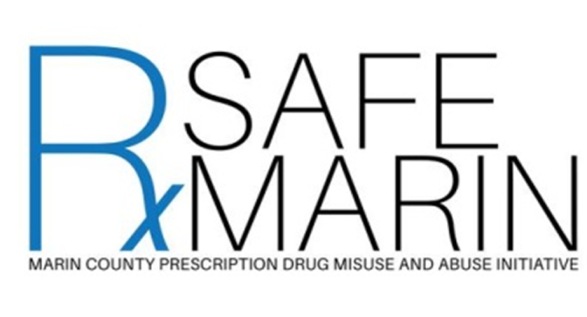 Rx SAFE
MARIN
MARIN COUNTY PRESCRIPTION DRUG MISUSE AND ABUSE INITIATIVE